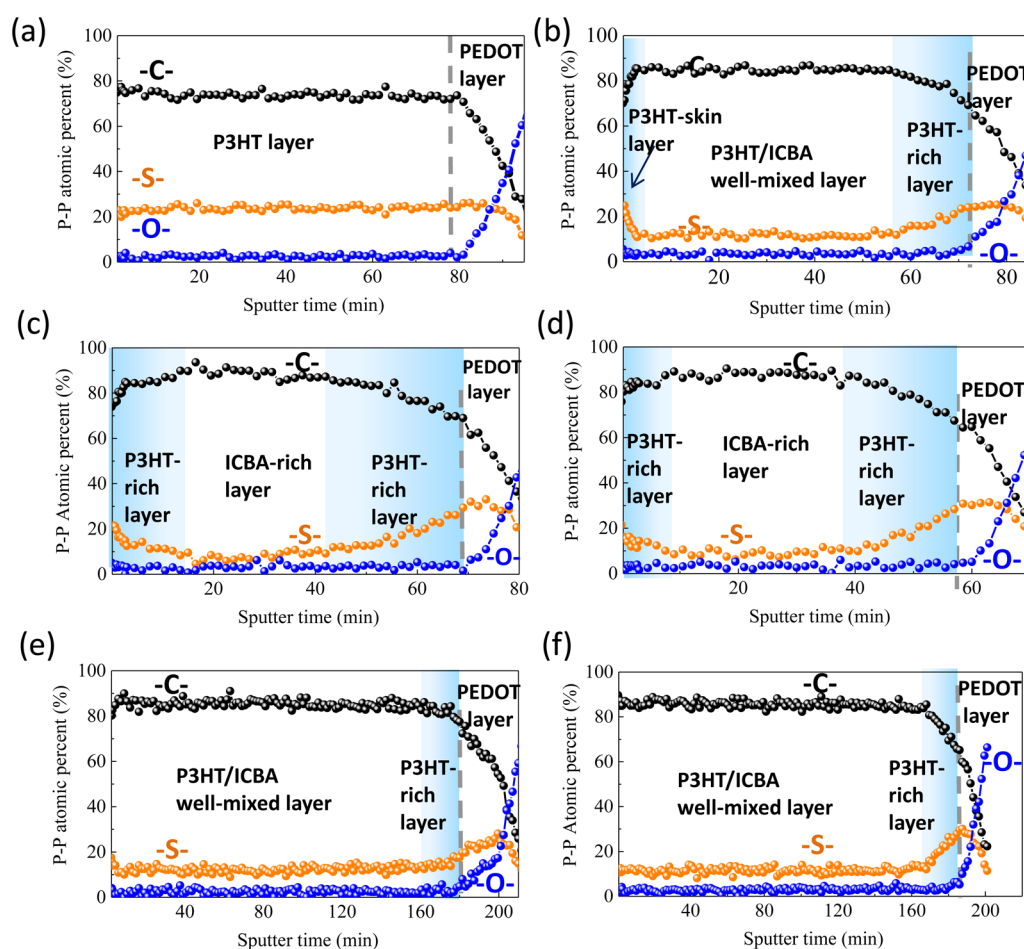 (a)
P-P atomic percent (%)
100
80
60
40
20
0
-C-
PEDOT
layer
P3HT layer
-S-
-O-
20 40 60 80
Sputter time (min)
(b)
P-P atomic percent (%)
100
80
60
40
20
0
C
PEDOT
layer
P3HT-skin
layer
P3HT/ICBA
well-mixed layer
P3HT-
rich
layer
-S-
-O-
20 40 60 80
Sputter time (min)
(c)
P-P Atomic percent (%)
100
80
60
40
20
0
-C-
PEDOT
layer
P3HT-
rich
layer
ICBA-rich
layer
P3HT-
rich
layer
-S-
-O-
20 40 60 80
Sputter time (min)
(d)
P-P atomic percent (%)
100
80
60
40
20
0
-C-
PEDOT
layer
P3HT-
rich layer
ICBA-rich
layer
P3HT-
rich
layer
-S-
-O-
20 40 60
Sputter time (min)
(e)
P-P atomic percent (%)
100
80
60
40
20
0
-C-
PEDOT
layer
P3HT/ICBA
well-mixed layer
P3HT-
rich
layer
-S-
-O-
40 80 120 160 200
Sputter time (min)
(f)
P-P Atomic percent (%)
100
80
60
40
20
0
-C-
PEDOT
layer
-O-
P3HT/ICBA
well-mixed layer
P3HT-
rich
layer
-S-
40 80 120 160 200
Sputter time (min)